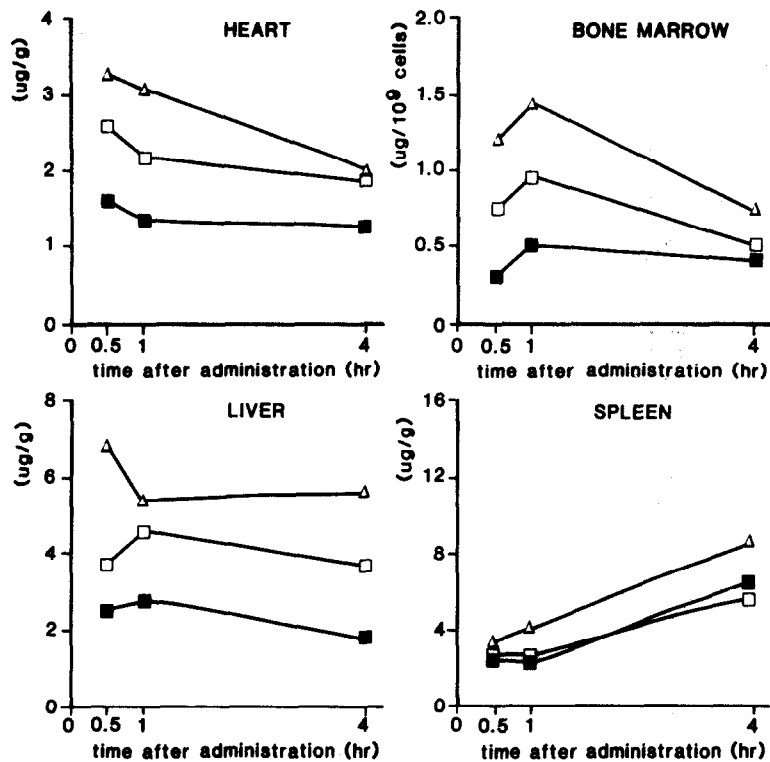 HEART
(ug/g)
4
3
2
1
0
0 0.5 1 4
time after administration (hr)
BONE MARROW
(ug/10⁹ cells)
2.0
1.5
1.0
0.5
0
0 0.5 1 4
time after administration (hr)
LIVER
(ug/g)
8
6
4
2
0
0 0.5 1 4
time after administration (hr)
SPLEEN
(ug/g)
16
12
8
4
0
0 0.5 1 4
time after administration (hr)